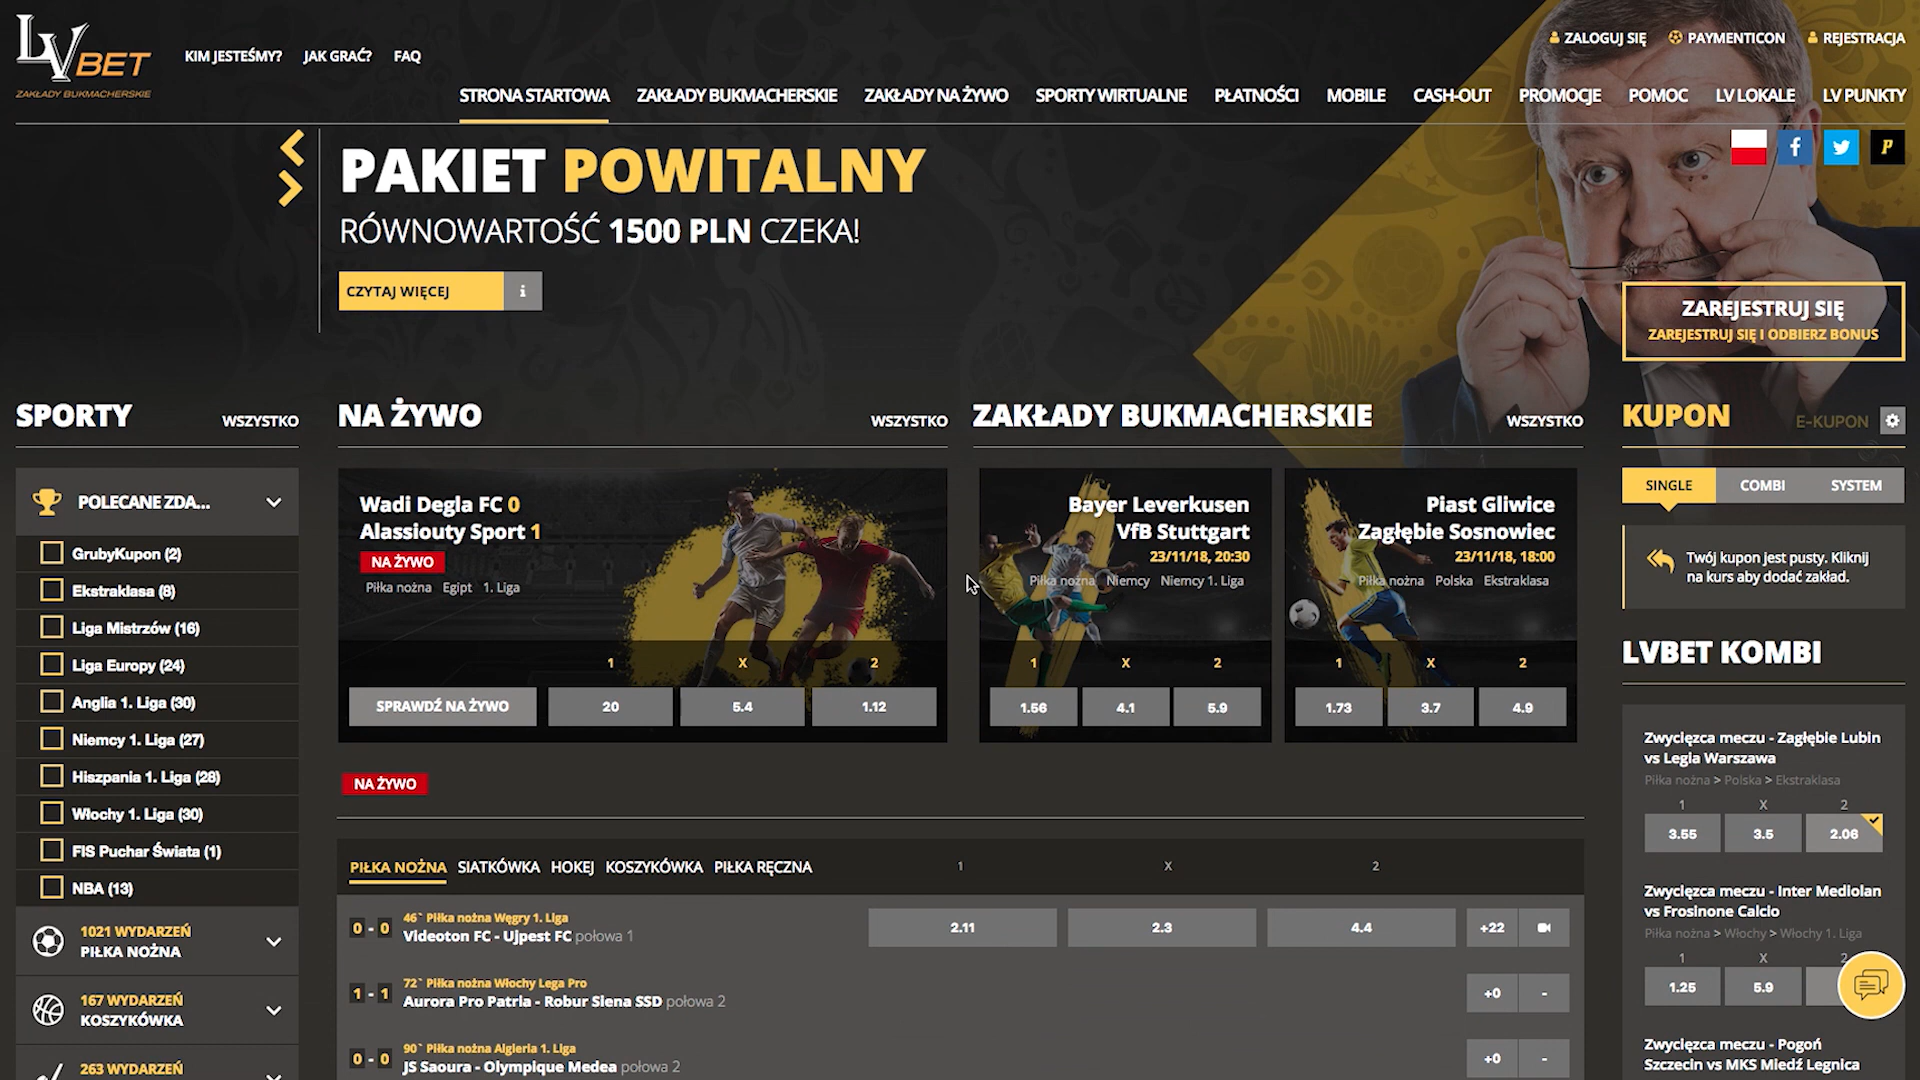 LV BET
ZAKŁADY BUKMACHERSKIE
KIM JESTEŚMY? JAK GRAĆ? FAQ
ZALOGUJ SIĘ PAYMENTICON REJESTRACJA
STRONA STARTOWA ZAKŁADY BUKMACHERSKIE ZAKŁADY NA ŻYWO SPORTY WIRTUALNE PŁATNOŚCI MOBILE CASH-OUT PROMOCJE POMOC LV LOKALE LV PUNKTY
PAKIET POWITALNY
RÓWNOWARTOŚĆ 1500 PLN CZEKA!
CZYTAJ WIĘCEJ i
ZAREJESTRUJ SIĘ
ZAREJESTRUJ SIĘ I ODBIERZ BONUS
SPORTY WSZYSTKO
POLECANE ZDA...
GrubyKupon (2)
Ekstraklasa (8)
Liga Mistrzów (16)
Liga Europy (24)
Anglia 1. Liga (30)
Niemcy 1. Liga (27)
Hiszpania 1. Liga (28)
Włochy 1. Liga (30)
FIS Puchar Świata (1)
NBA (13)
1021 WYDARZEŃ
PIŁKA NOŻNA
167 WYDARZEŃ
KOSZYKÓWKA
263 WYDARZEŃ
NA ŻYWO WSZYSTKO
Wadi Degla FC 0
Alassiouty Sport 1
NA ŻYWO
Piłka nożna Egipt 1. Liga
1 X 2
SPRAWDŹ NA ŻYWO 20 5.4 1.12
ZAKŁADY BUKMACHERSKIE WSZYSTKO
Bayer Leverkusen
VfB Stuttgart
23/11/18, 20:30
Piłka nożna Niemcy Niemcy 1. Liga
1 X 2
1.56 4.1 5.9
Piast Gliwice
Zagłębie Sosnowiec
23/11/18, 18:00
Piłka nożna Polska Ekstraklasa
1 X 2
1.73 3.7 4.9
NA ŻYWO
PIŁKA NOŻNA SIATKÓWKA HOKEJ KOSZYKÓWKA PIŁKA RĘCZNA 1 X 2
46` Piłka nożna Węgry 1. Liga
0 - 0 Videoton FC - Ujpest FC połowa 1 2.11 2.3 4.4 +22
72` Piłka nożna Włochy Lega Pro
1 - 1 Aurora Pro Patria - Robur Siena SSD połowa 2 +0 -
90` Piłka nożna Algieria 1. Liga
0 - 0 JS Saoura - Olympique Medea połowa 2 +0 -
KUPON E-KUPON
SINGLE COMBI SYSTEM
Twój kupon jest pusty. Kliknij
na kurs aby dodać zakład.
LVBET KOMBI
Zwycięzca meczu - Zagłębie Lubin
vs Legia Warszawa
Piłka nożna > Polska > Ekstraklasa
1 X 2
3.55 3.5 2.06
Zwycięzca meczu - Inter Mediolan
vs Frosinone Calcio
Piłka nożna > Włochy > Włochy 1. Liga
1 X 2
1.25 5.9
Zwycięzca meczu - Pogoń
Szczecin vs MKS Miedź Legnica